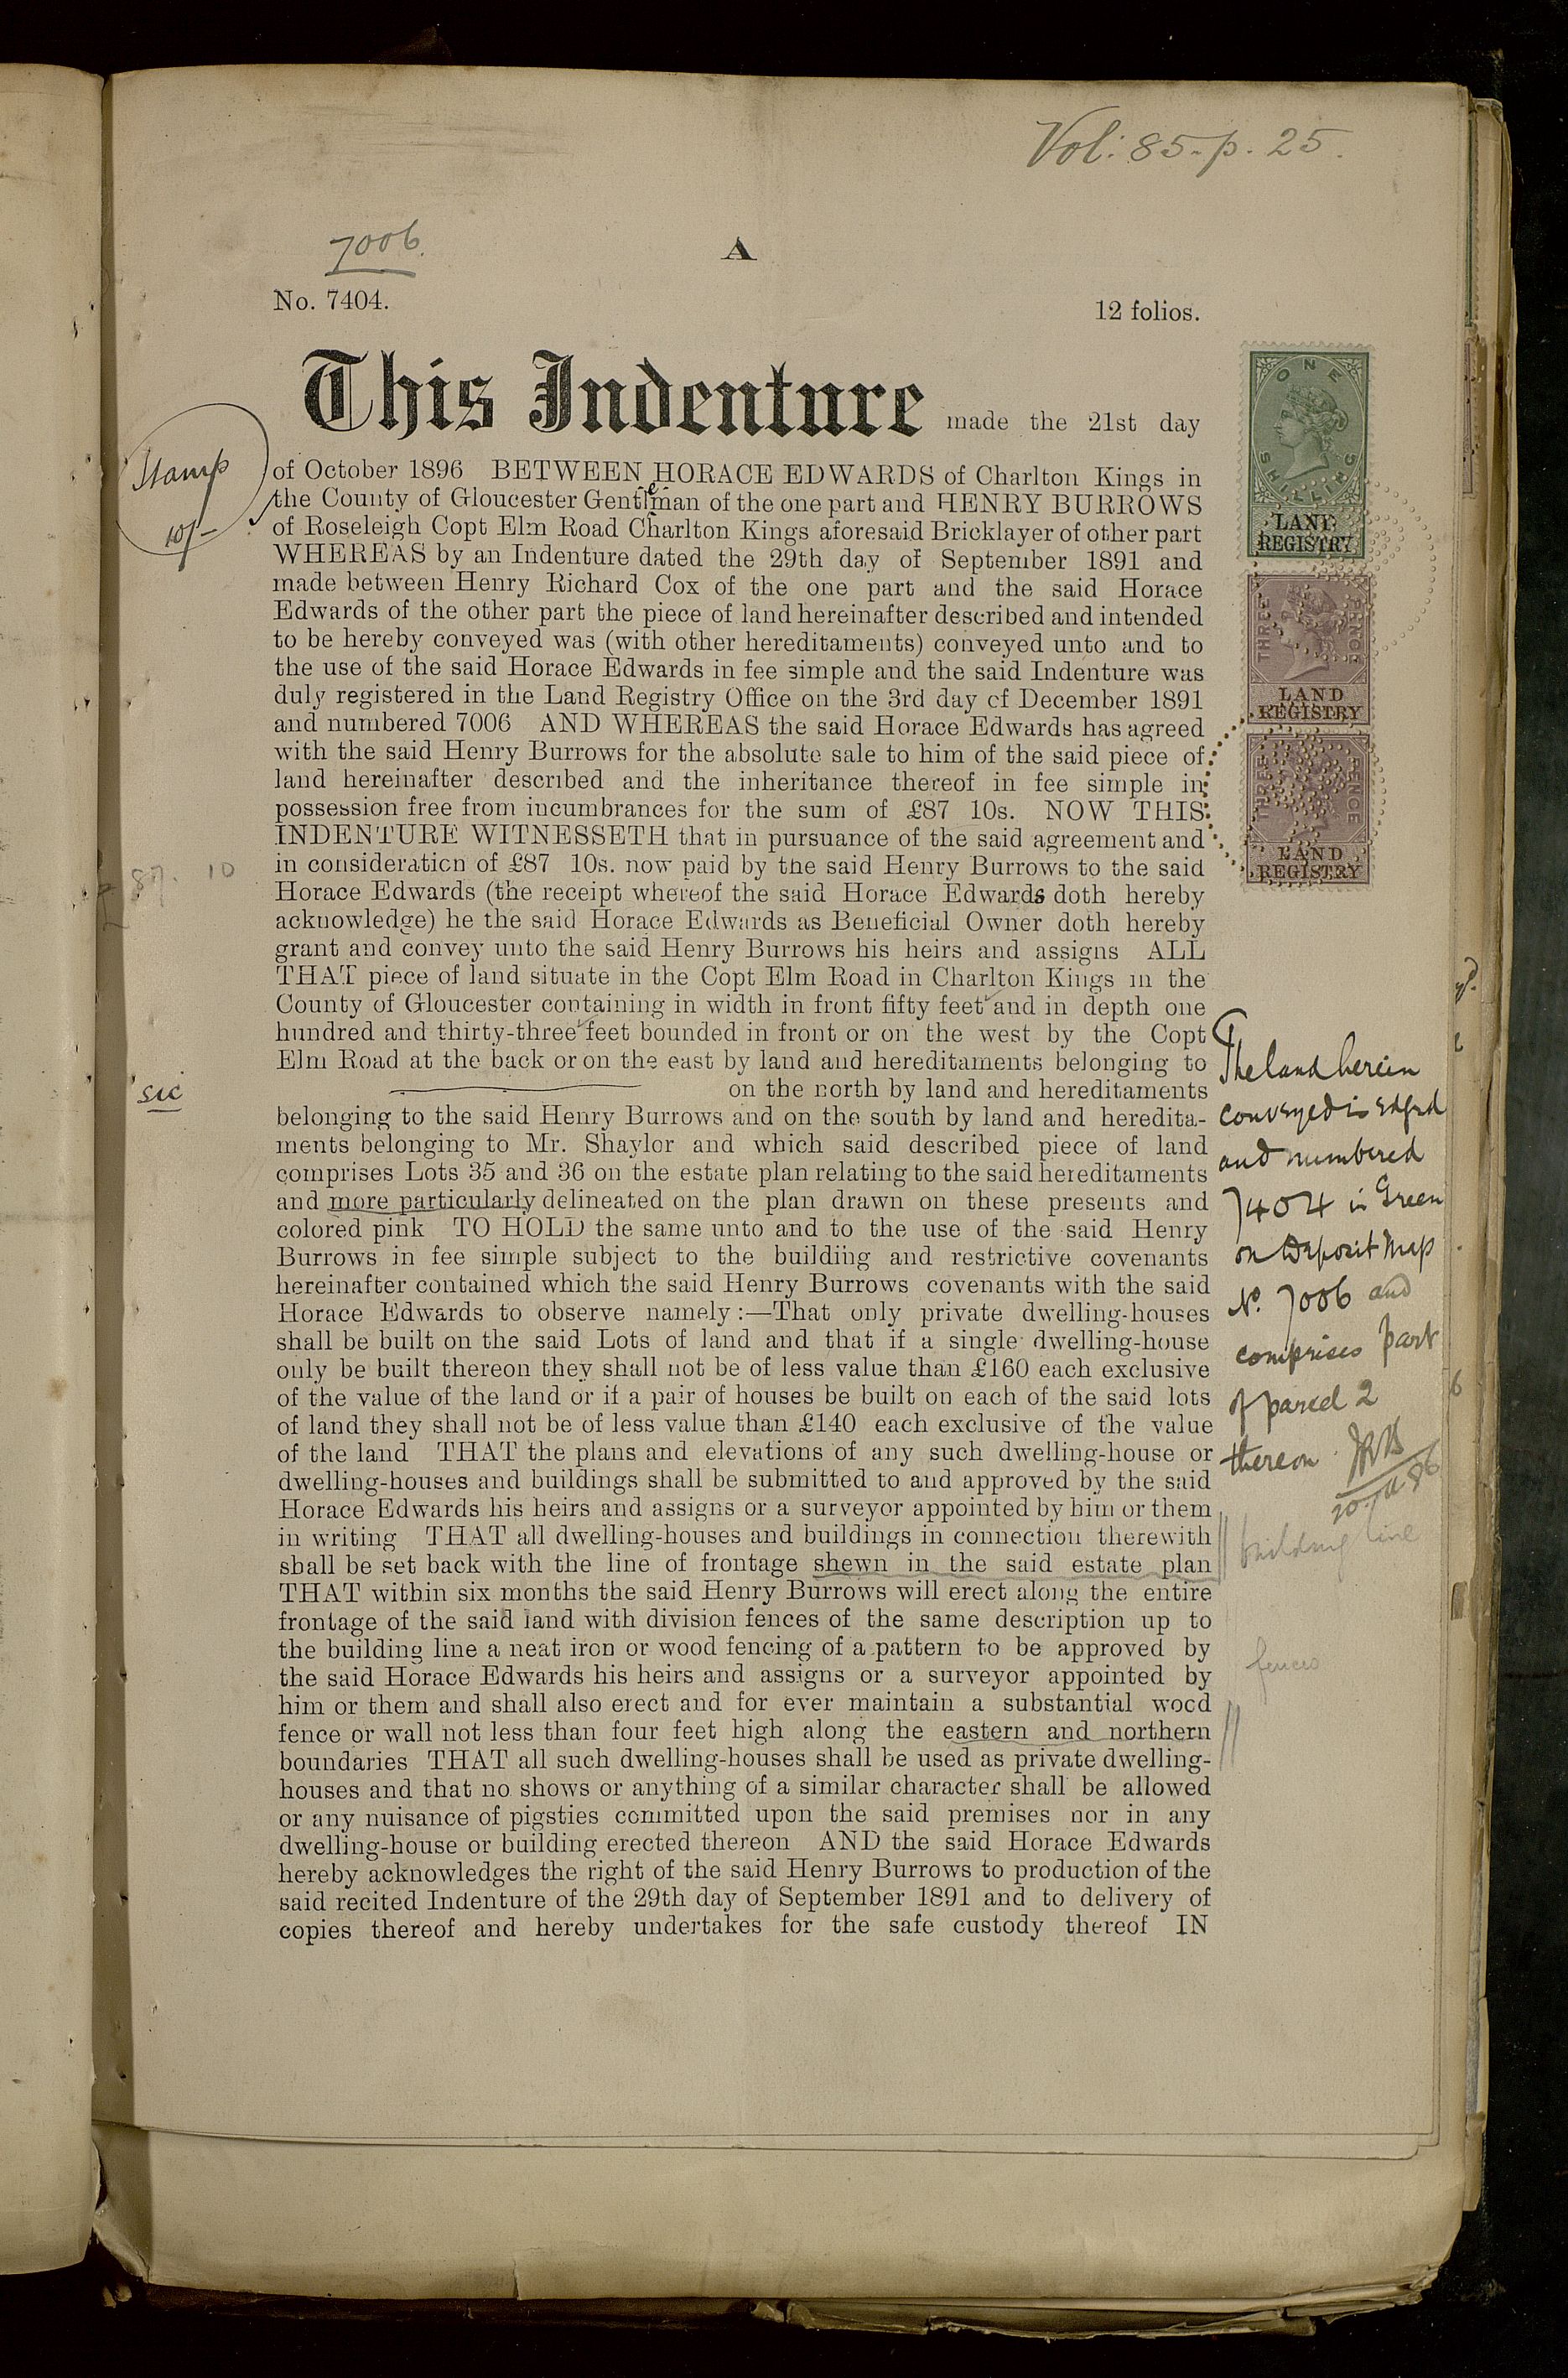 Vol: 85. p. 25.
7006.
A
No. 7404.
12 folios.
This Indenture made the 21st day
of October 1896 BETWEEN HORACE EDWARDS of Charlton Kings in
the County of Gloucester Gentleman of the one part and HENRY BURROWS
of Roseleigh Copt Elm Road Charlton Kings aforesaid Bricklayer of other part
WHEREAS by an Indenture dated the 29th day of September 1891 and
made between Henry Richard Cox of the one part and the said Horace
Edwards of the other part the piece of land hereinafter described and intended
to be hereby conveyed was (with other hereditaments) conveyed unto and to
the use of the said Horace Edwards in fee simple and the said Indenture was
duly registered in the Land Registry Office on the 3rd day of December 1891
and numbered 7006 AND WHEREAS the said Horace Edwards has agreed
with the said Henry Burrows for the absolute sale to him of the said piece of
land hereinafter described and the inheritance thereof in fee simple in
possession free from incumbrances for the sum of £87 10s. NOW THIS
INDENTURE WITNESSETH that in pursuance of the said agreement and
in consideration of £87 10s. now paid by the said Henry Burrows to the said
Horace Edwards (the receipt whereof the said Horace Edwards doth hereby
acknowledge) he the said Horace Edwards as Beneficial Owner doth hereby
grant and convey unto the said Henry Burrows his heirs and assigns ALL
THAT piece of land situate in the Copt Elm Road in Charlton Kings in the
County of Gloucester containing in width in front fifty feet and in depth one
hundred and thirty-three feet bounded in front or on the west by the Copt
Elm Road at the back or on the east by land and hereditaments belonging to
on the north by land and hereditaments
belonging to the said Henry Burrows and on the south by land and heredita-
ments belonging to Mr. Shaylor and which said described piece of land
comprises Lots 35 and 36 on the estate plan relating to the said hereditaments
and more particularly delineated on the plan drawn on these presents and
colored pink TO HOLD the same unto and to the use of the said Henry
Burrows in fee simple subject to the building and restrictive covenants
hereinafter contained which the said Henry Burrows covenants with the said
Horace Edwards to observe namely :—That only private dwelling-houses
shall be built on the said Lots of land and that if a single dwelling-house
only be built thereon they shall not be of less value than £160 each exclusive
of the value of the land or if a pair of houses be built on each of the said lots
of land they shall not be of less value than £140 each exclusive of the value
of the land THAT the plans and elevations of any such dwelling-house or
dwelling-houses and buildings shall be submitted to and approved by the said
Horace Edwards his heirs and assigns or a surveyor appointed by him or them
in writing THAT all dwelling-houses and buildings in connection therewith
shall be set back with the line of frontage shewn in the said estate plan
THAT within six months the said Henry Burrows will erect along the entire
frontage of the said land with division fences of the same description up to
the building line a neat iron or wood fencing of a pattern to be approved by
the said Horace Edwards his heirs and assigns or a surveyor appointed by
him or them and shall also erect and for ever maintain a substantial wood
fence or wall not less than four feet high along the eastern and northern
boundaries THAT all such dwelling-houses shall be used as private dwelling-
houses and that no shows or anything of a similar character shall be allowed
or any nuisance of pigsties committed upon the said premises nor in any
dwelling-house or building erected thereon AND the said Horace Edwards
hereby acknowledges the right of the said Henry Burrows to production of the
said recited Indenture of the 29th day of September 1891 and to delivery of
copies thereof and hereby undertakes for the safe custody thereof IN
Stamp
10/-
£87. 10
sic
ONE
SHILLING
LAND
REGISTRY
THREE PENCE
LAND
REGISTRY
THREE PENCE
LAND
REGISTRY
The land herein
conveyed is edged
and numbered
7404 in Green
on Deposit Map
No. 7006 and
comprises part
of parcel 2
thereon
building line
fences